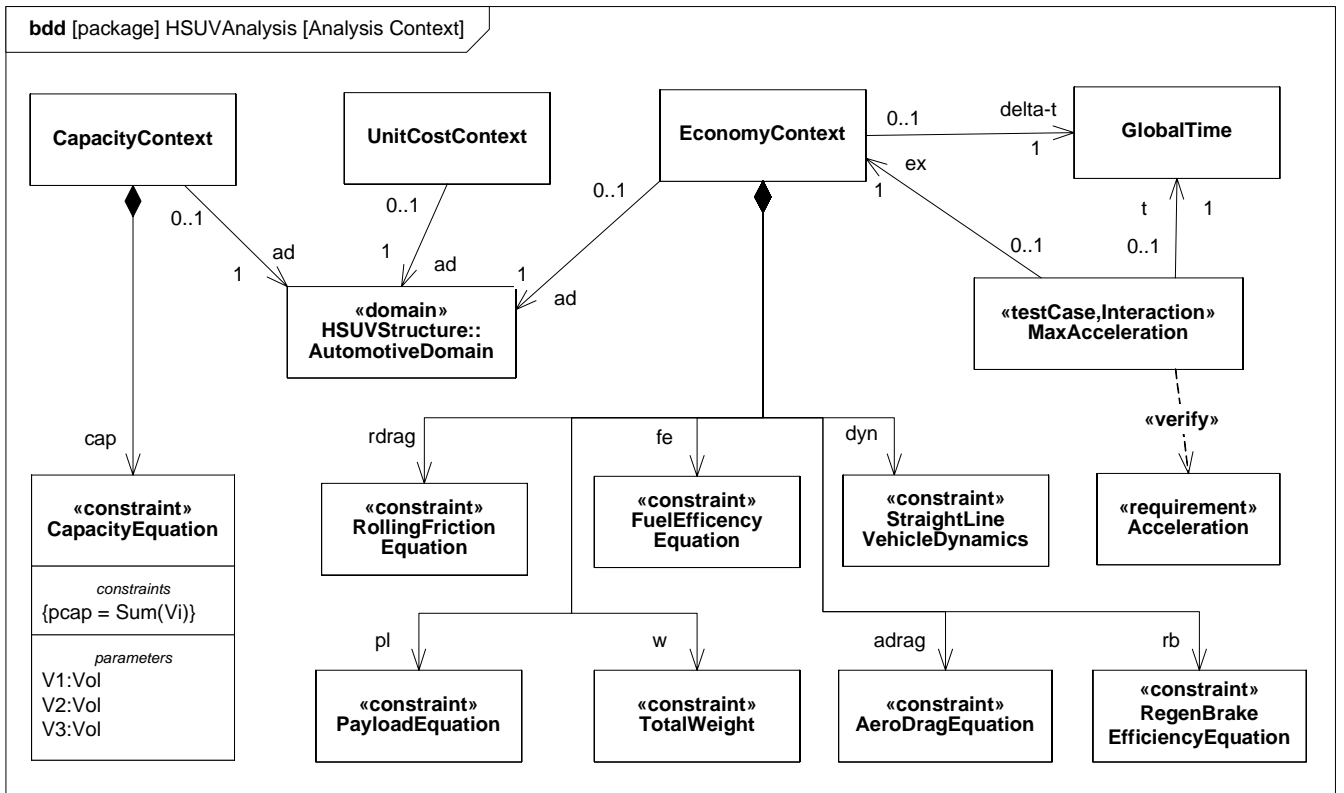 bdd [package] HSUVAnalysis [Analysis Context]
CapacityContext
UnitCostContext
EconomyContext
GlobalTime
0..1
delta-t
1
ex
1
0..1
0..1
0..1
t
1
0..1
0..1
ad
1
1
ad
1
ad
«domain»
HSUVStructure::
AutomotiveDomain
«testCase,Interaction»
MaxAcceleration
«verify»
cap
rdrag
fe
dyn
«constraint»
CapacityEquation
constraints
{pcap = Sum(Vi)}
parameters
V1:Vol
V2:Vol
V3:Vol
«constraint»
RollingFriction
Equation
«constraint»
FuelEfficency
Equation
«constraint»
StraightLine
VehicleDynamics
«requirement»
Acceleration
pl
w
adrag
rb
«constraint»
PayloadEquation
«constraint»
TotalWeight
«constraint»
AeroDragEquation
«constraint»
RegenBrake
EfficiencyEquation